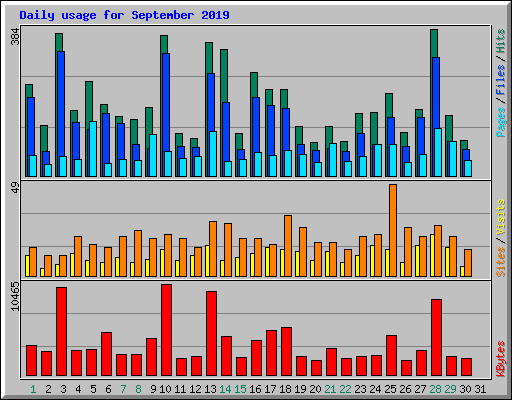 Daily usage for September 2019
384
Pages / Files / Hits
49
Sites / Visits
10465
KBytes
1 2 3 4 5 6 7 8 9 10 11 12 13 14 15 16 17 18 19 20 21 22 23 24 25 26 27 28 29 30 31